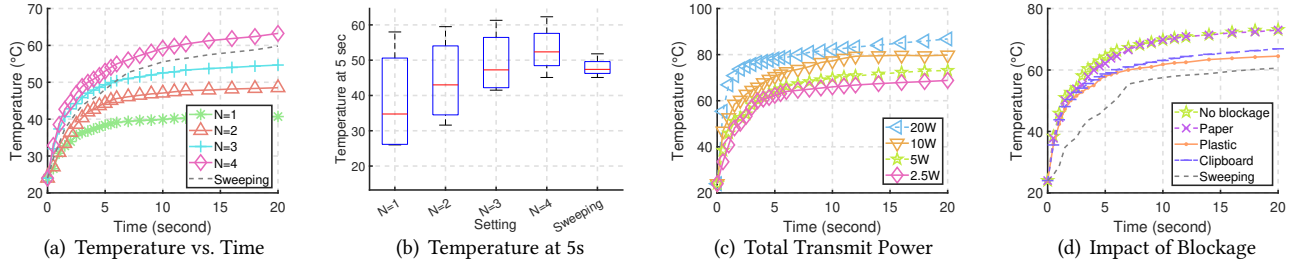 70
60
50
40
30
20
0
5
10
15
20
Temperature (°C)
Time (second)
N=1
N=2
N=3
N=4
Sweeping
(a) Temperature vs. Time
60
50
40
30
20
Temperature at 5 sec
N=1
N=2
N=3
N=4
Sweeping
Setting
(b) Temperature at 5s
100
80
60
40
20
0
5
10
15
20
Temperature (°C)
Time (second)
20W
10W
5W
2.5W
(c) Total Transmit Power
80
60
40
20
0
5
10
15
20
Temperature (°C)
Time (second)
No blockage
Paper
Plastic
Clipboard
Sweeping
(d) Impact of Blockage